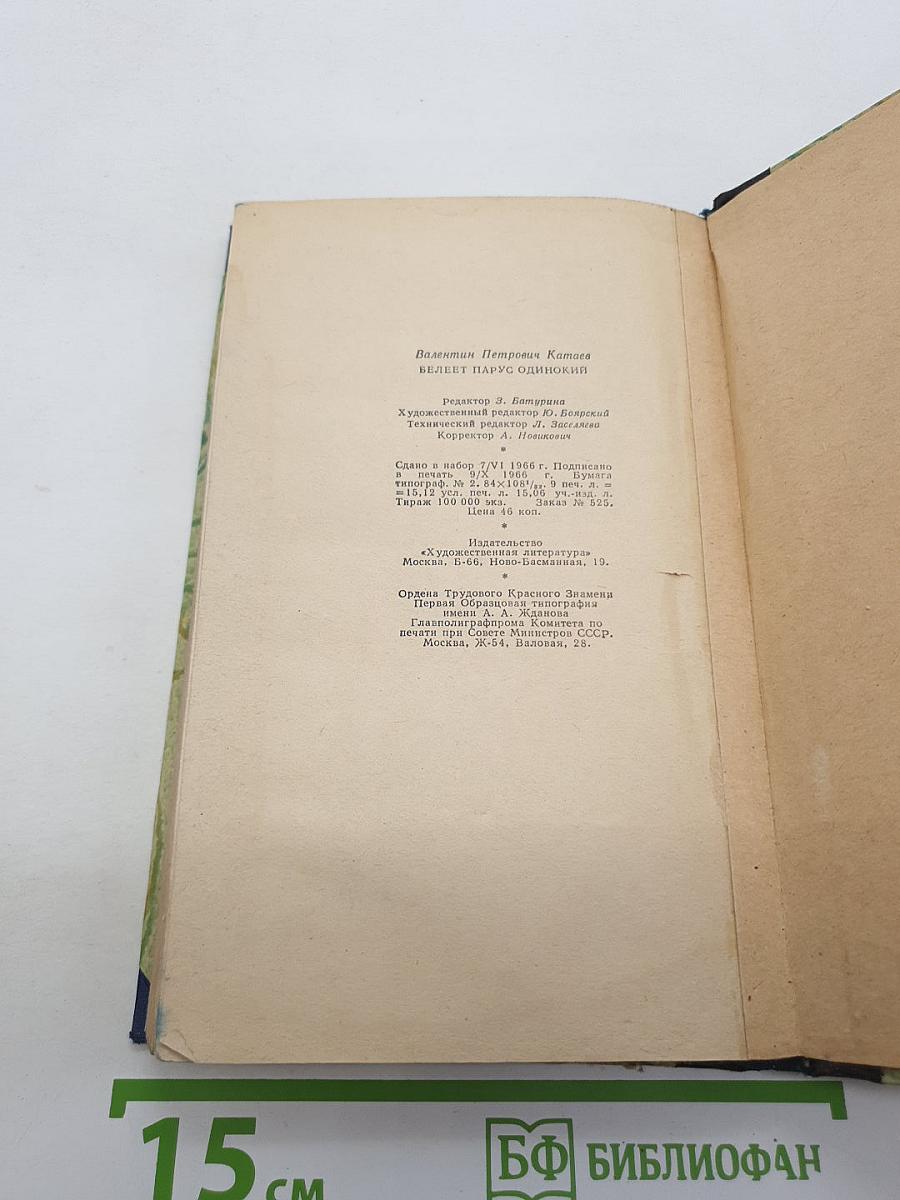 Валентин Петрович Катаев
БЕЛЕЕТ ПАРУС ОДИНОКИЙ
Редактор З. Батурина
Художественный редактор Ю. Боярский
Технический редактор Л. Заселяева
Корректор А. Новикович
*
Сдано в набор 7/VI 1966 г. Подписано
в печать 9/X 1966 г. Бумага
типограф. № 2. 84×108¹/₃₂. 9 печ. л. =
=15,12 усл. печ. л. 15,06 уч.-изд. л.
Тираж 100 000 экз. Заказ № 525.
Цена 46 коп.
*
Издательство
«Художественная литература»
Москва, Б-66, Ново-Басманная, 19.
*
Ордена Трудового Красного Знамени
Первая Образцовая типография
имени А. А. Жданова
Главполиграфпрома Комитета по
печати при Совете Министров СССР.
Москва, Ж-54, Валовая, 28.
15 см
БФ БИБЛИОФАН